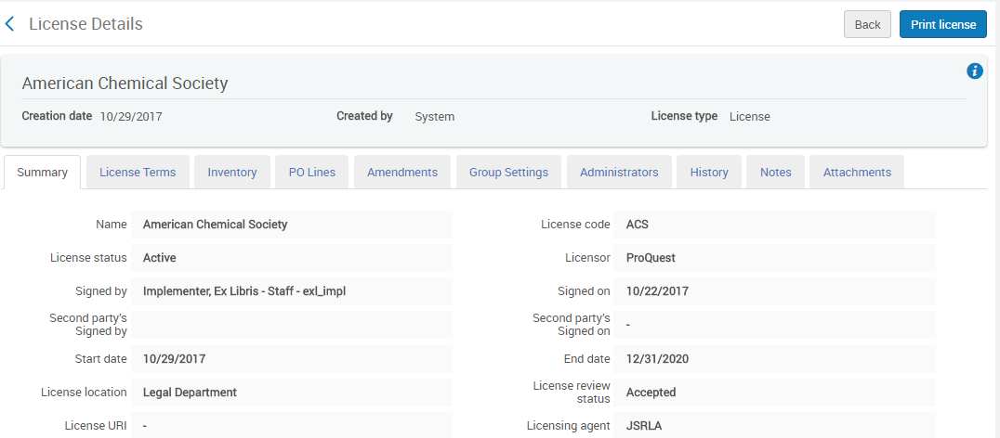 License Details
Back
Print license
American Chemical Society
Creation date 10/29/2017 Created by System License type License
Summary License Terms Inventory PO Lines Amendments Group Settings Administrators History Notes Attachments
Name American Chemical Society License code ACS
License status Active Licensor ProQuest
Signed by Implementer, Ex Libris - Staff - exl_impl Signed on 10/22/2017
Second party's Signed by Second party's Signed on -
Start date 10/29/2017 End date 12/31/2020
License location Legal Department License review status Accepted
License URI - Licensing agent JSRLA